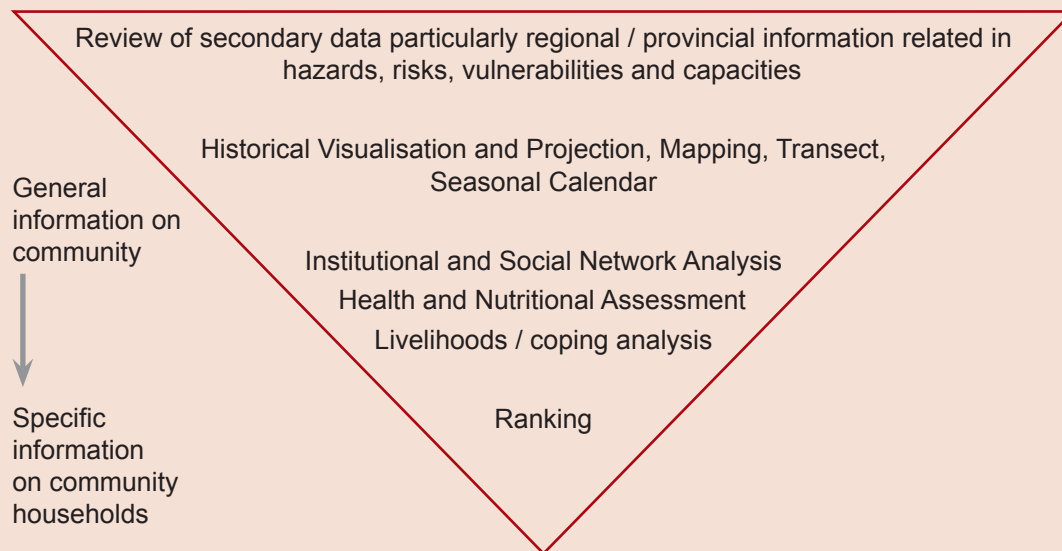 Review of secondary data particularly regional / provincial information related in
hazards, risks, vulnerabilities and capacities
Historical Visualisation and Projection, Mapping, Transect,
Seasonal Calendar
General
information on
community
Institutional and Social Network Analysis
Health and Nutritional Assessment
Livelihoods / coping analysis
Ranking
Specific
information
on community
households